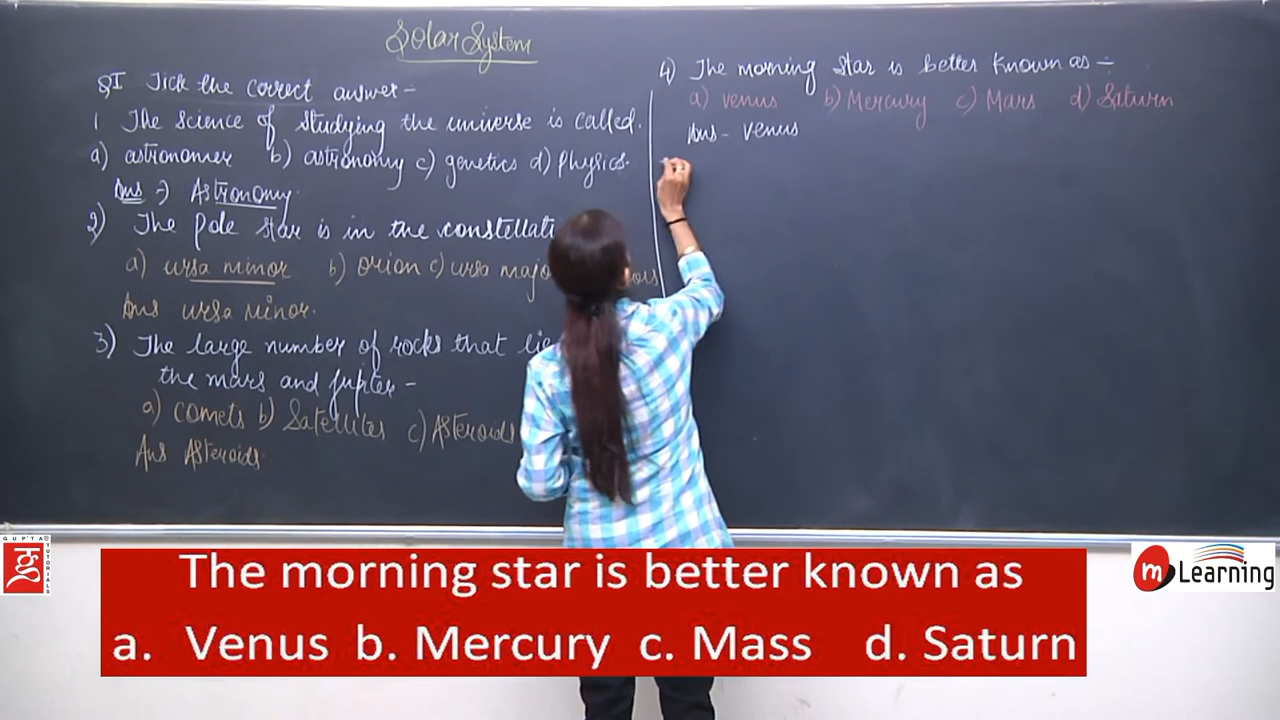 Solar System
QI Tick the correct answer -
1 The science of studying the universe is called.
a) astronomer b) astronomy c) genetics d) Physics.
Ans :-) Astronomy.
2) The pole star is in the constellati
a) ursa minor b) orion c) ursa majo
Ans ursa minor.
3) The large number of rocks that lie
the mars and Jupiter -
a) comets b) Satellites c) Asteroids
Ans Asteroids
4) The morning star is better known as :-
a) venus b) Mercury c) Mars d) Saturn
Ans - venus
The morning star is better known as
a. Venus b. Mercury c. Mass d. Saturn
GUPTA
TUTORIALS
m Learning